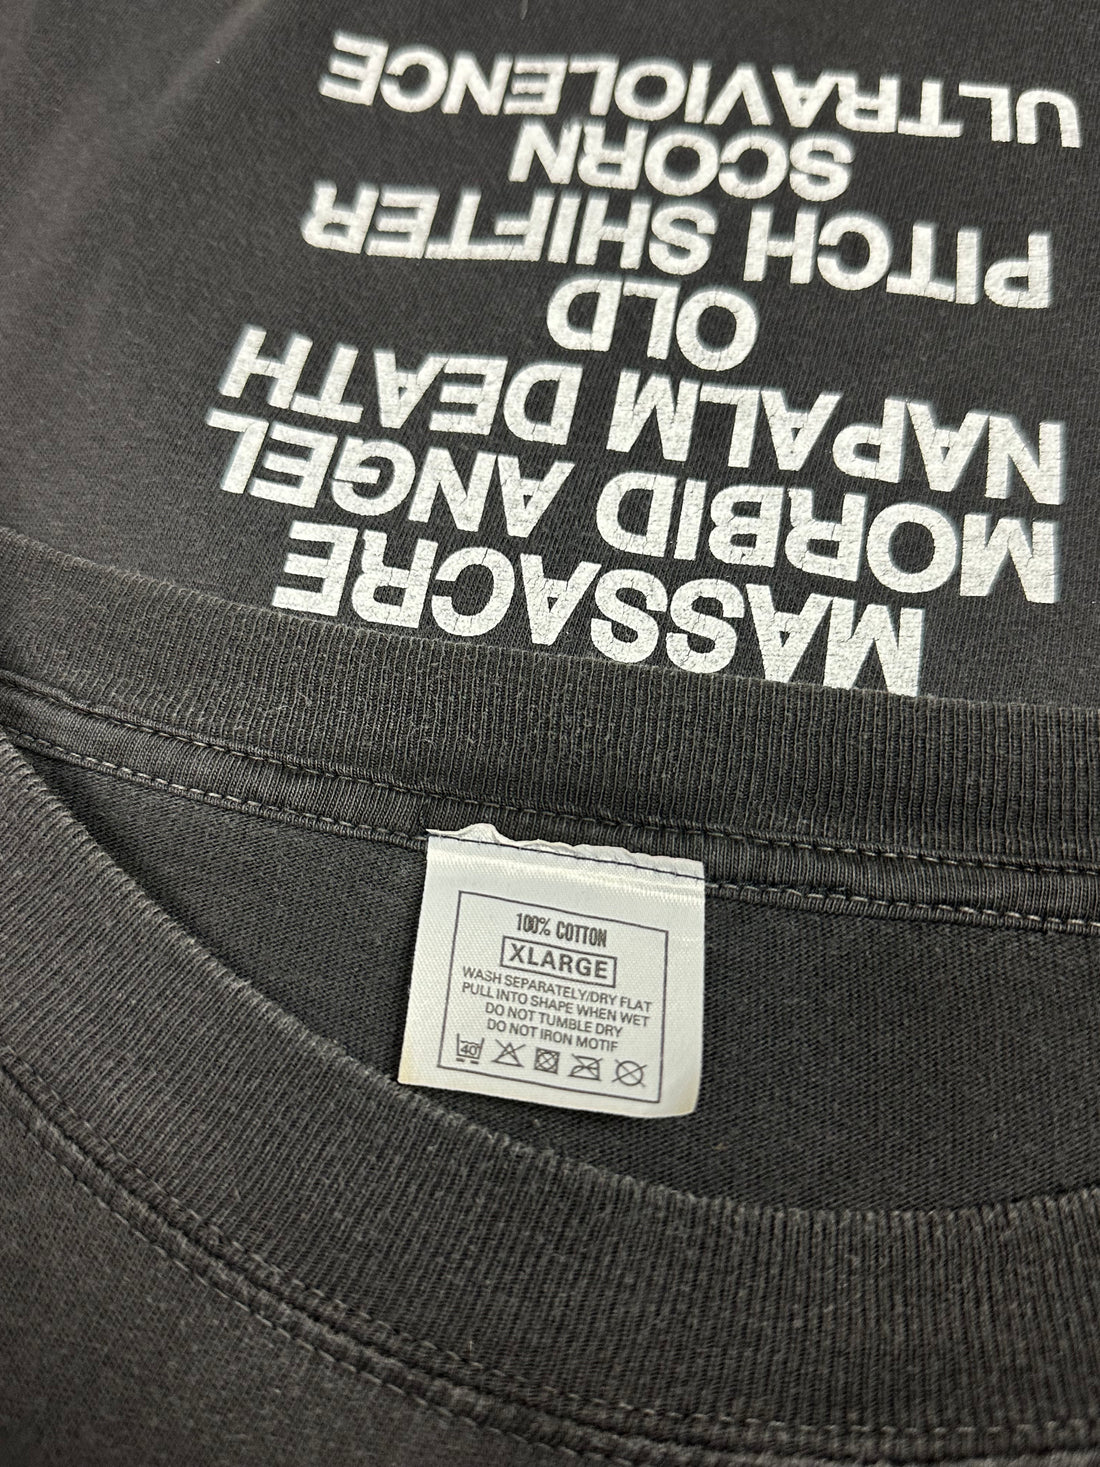 MASSACRE
MORBID ANGEL
NAPALM DEATH
OLD
PITCH SHIFTER
SCORN
ULTRAVIOLENCE
100% COTTON
XLARGE
WASH SEPARATELY/DRY FLAT
PULL INTO SHAPE WHEN WET
DO NOT TUMBLE DRY
DO NOT IRON MOTIF
40